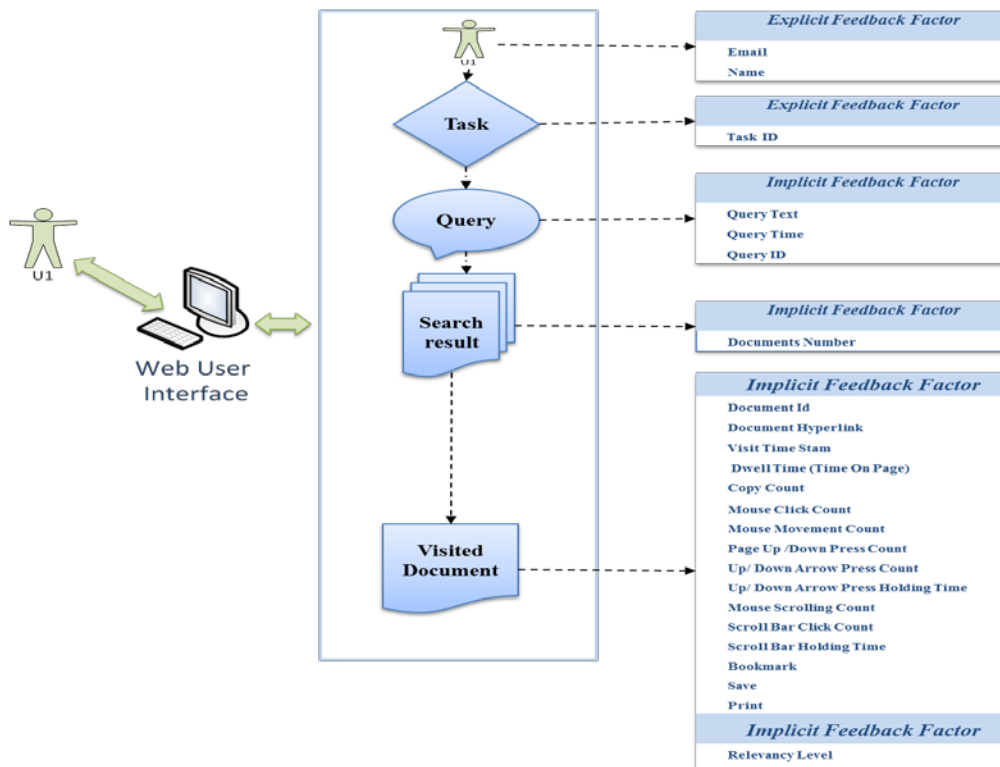 U1
Web User
Interface
U1
Task
Query
Search
result
Visited
Document
Explicit Feedback Factor
Email
Name
Explicit Feedback Factor
Task ID
Implicit Feedback Factor
Query Text
Query Time
Query ID
Implicit Feedback Factor
Documents Number
Implicit Feedback Factor
Document Id
Document Hyperlink
Visit Time Stam
Dwell Time (Time On Page)
Copy Count
Mouse Click Count
Mouse Movement Count
Page Up /Down Press Count
Up/ Down Arrow Press Count
Up/ Down Arrow Press Holding Time
Mouse Scrolling Count
Scroll Bar Click Count
Scroll Bar Holding Time
Bookmark
Save
Print
Implicit Feedback Factor
Relevancy Level